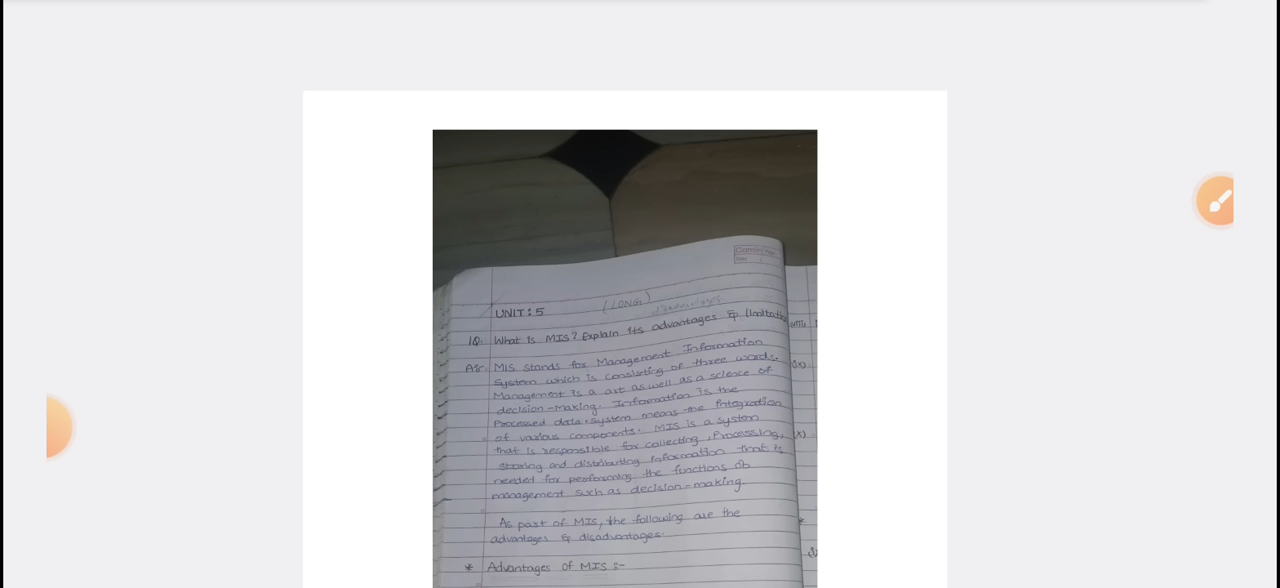 (LONG)
disadvantages
UNIT: 5
1Q. What is MIS? Explain its advantages & limitati
As:- MIS stands for Management Information
System which is consisting of three words.
Management is a art as well as a science of
decision-making. Information is the
Processed data. System means the integration
of various components. MIS is a system
that is responsible for collecting, Processing,
Storing and distributing information that is
needed for performing the functions of
management such as decision-making.
As part of MIS, the following are the
advantages & disadvantages.
* Advantages of MIS :-